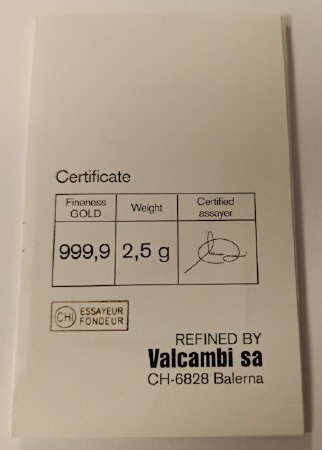 Certificate
Fineness GOLD Weight Certified assayer
999,9 2,5 g
CHI ESSAYEUR FONDEUR
REFINED BY
Valcambi sa
CH-6828 Balerna